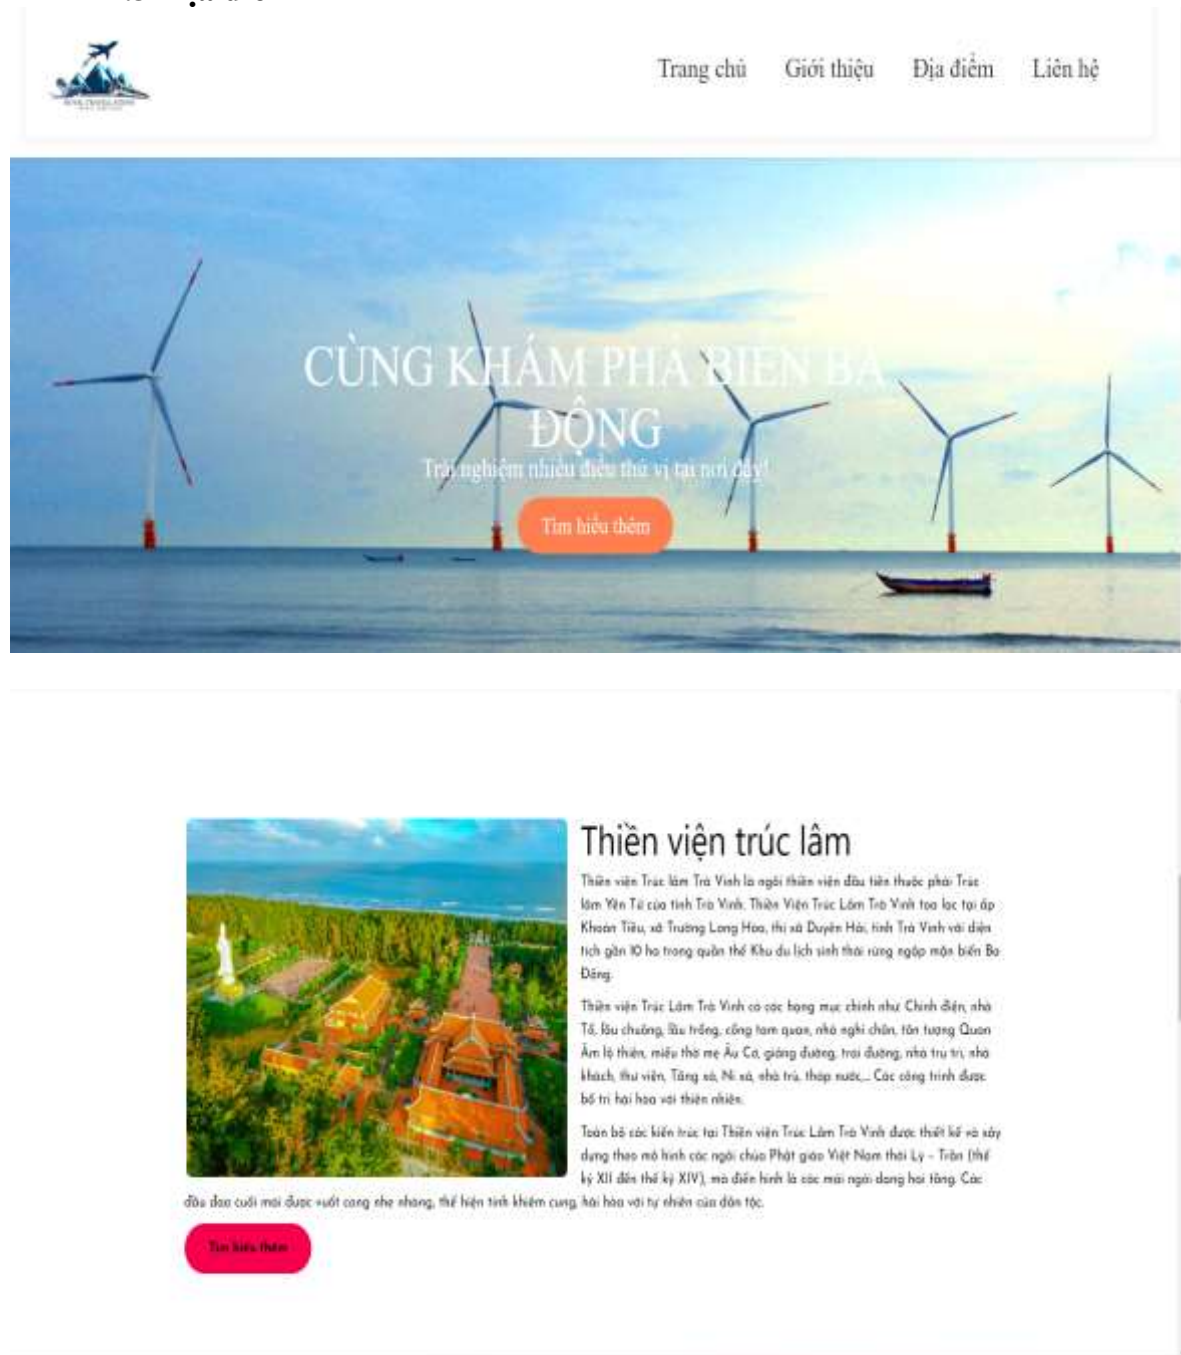 Trang chủ Giới thiệu Địa điểm Liên hệ
CÙNG KHÁM PHÁ BIỂN BA
ĐỘNG
Trải nghiệm nhiều điều thú vị tại nơi đây!
Tìm hiểu thêm
Thiền viện trúc lâm
Thiền viện Trúc lâm Trà Vinh là ngôi thiền viện đầu tiên thuộc phái Trúc
lâm Yên Tử của tỉnh Trà Vinh. Thiền Viện Trúc Lâm Trà Vinh toạ lạc tại ấp
Khoán Tiều, xã Trường Long Hòa, thị xã Duyên Hải, tỉnh Trà Vinh với diện
tích gần 10 ha trong quần thể Khu du lịch sinh thái rừng ngập mặn biển Ba
Động.
Thiền viện Trúc Lâm Trà Vinh có các hạng mục chính như: Chính điện, nhà
Tổ, lầu chuông, lầu trống, cổng tam quan, nhà nghỉ chân, tôn tượng Quan
Âm lộ thiên, miếu thờ mẹ Âu Cơ, giảng đường, trai đường, nhà trụ trì, nhà
khách, thư viện, Tăng xá, Ni xá, nhà trù, tháp nước,... Các công trình được
bố trí hài hòa với thiên nhiên.
Toàn bộ các kiến trúc tại Thiền viện Trúc Lâm Trà Vinh được thiết kế và xây
dựng theo mô hình các ngôi chùa Phật giáo Việt Nam thời Lý - Trần (thế
kỷ XII đến thế kỷ XIV), mà điển hình là các mái ngói dạng hai tầng. Các
đầu đao cuối mái được vuốt cong nhẹ nhàng, thể hiện tính khiêm cung, hài hòa với tự nhiên của dân tộc.
Tìm hiểu thêm